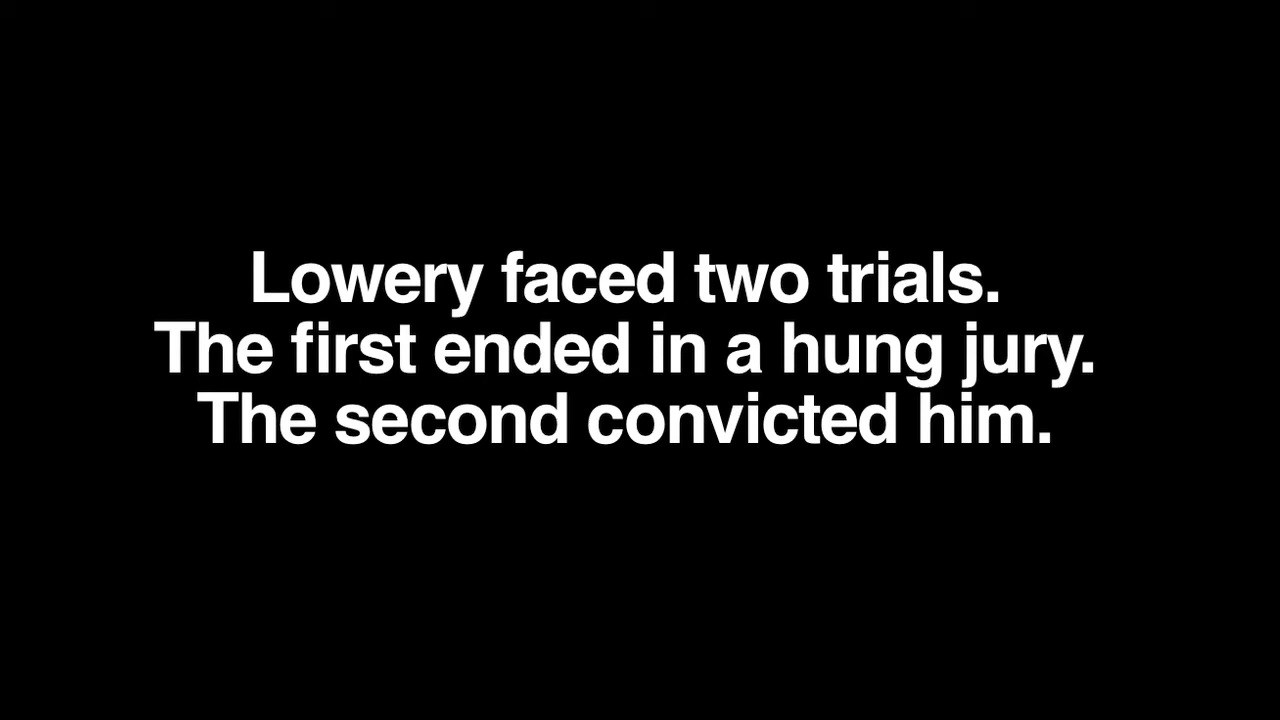 Lowery faced two trials.
The first ended in a hung jury.
The second convicted him.